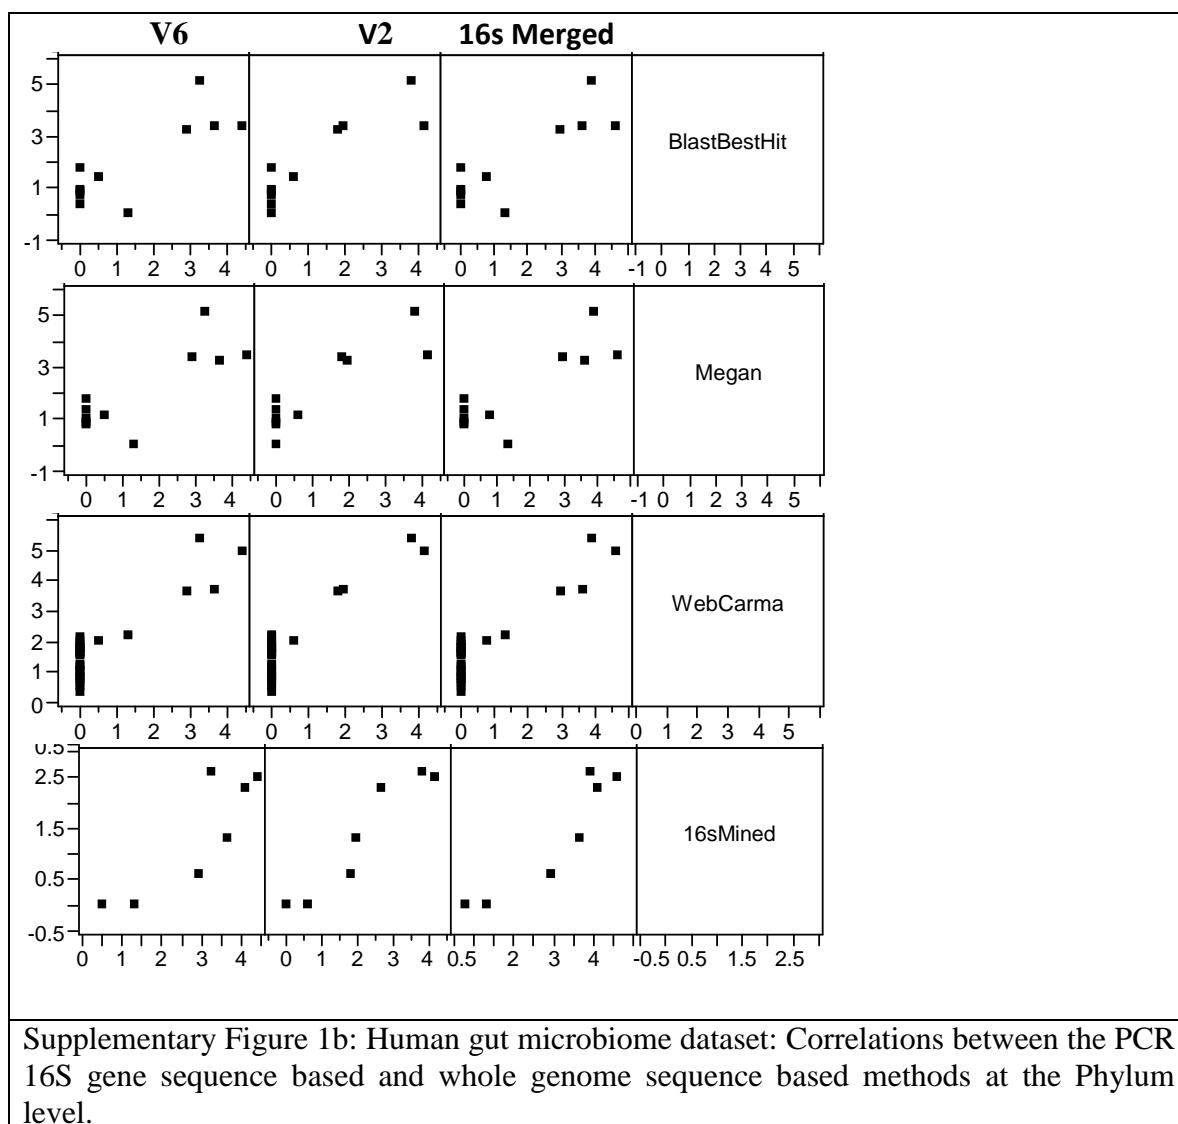 V6 V2 16s Merged
5
3
1
-1
BlastBestHit
0 1 2 3 4 0 1 2 3 4 0 1 2 3 4 -1 0 1 2 3 4 5
5
3
1
-1
Megan
0 1 2 3 4 0 1 2 3 4 0 1 2 3 4 -1 0 1 2 3 4 5
5
4
3
2
1
0
WebCarma
0 1 2 3 4 0 1 2 3 4 0 1 2 3 4 0 1 2 3 4 5
0.5
2.5
1.5
0.5
-0.5
16sMined
0 1 2 3 4 0 1 2 3 4 0.5 2 3 4 -0.5 0.5 1.5 2.5
Supplementary Figure 1b: Human gut microbiome dataset: Correlations between the PCR
16S gene sequence based and whole genome sequence based methods at the Phylum
level.